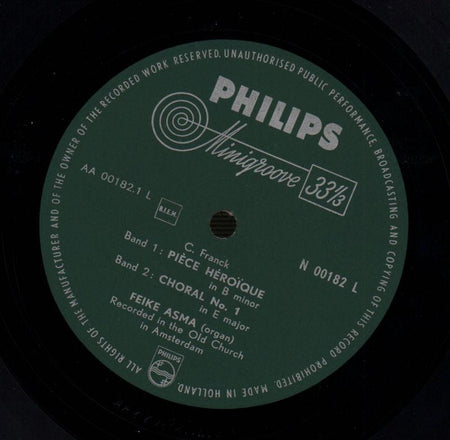 ALL RIGHTS OF THE MANUFACTURER AND OF THE OWNER OF THE RECORDED WORK RESERVED. UNAUTHORISED PUBLIC PERFORMANCE, BROADCASTING AND COPYING OF THIS RECORD PROHIBITED. MADE IN HOLLAND.
PHILIPS
Minigroove 33⅓
AA 00182.1 L
B.I.E.M.
N 00182 L
C. Franck
Band 1: PIÈCE HÉROÏQUE
in B minor
Band 2: CHORAL No. 1
in E major
FEIKE ASMA (organ)
Recorded in the Old Church
in Amsterdam
PHILIPS